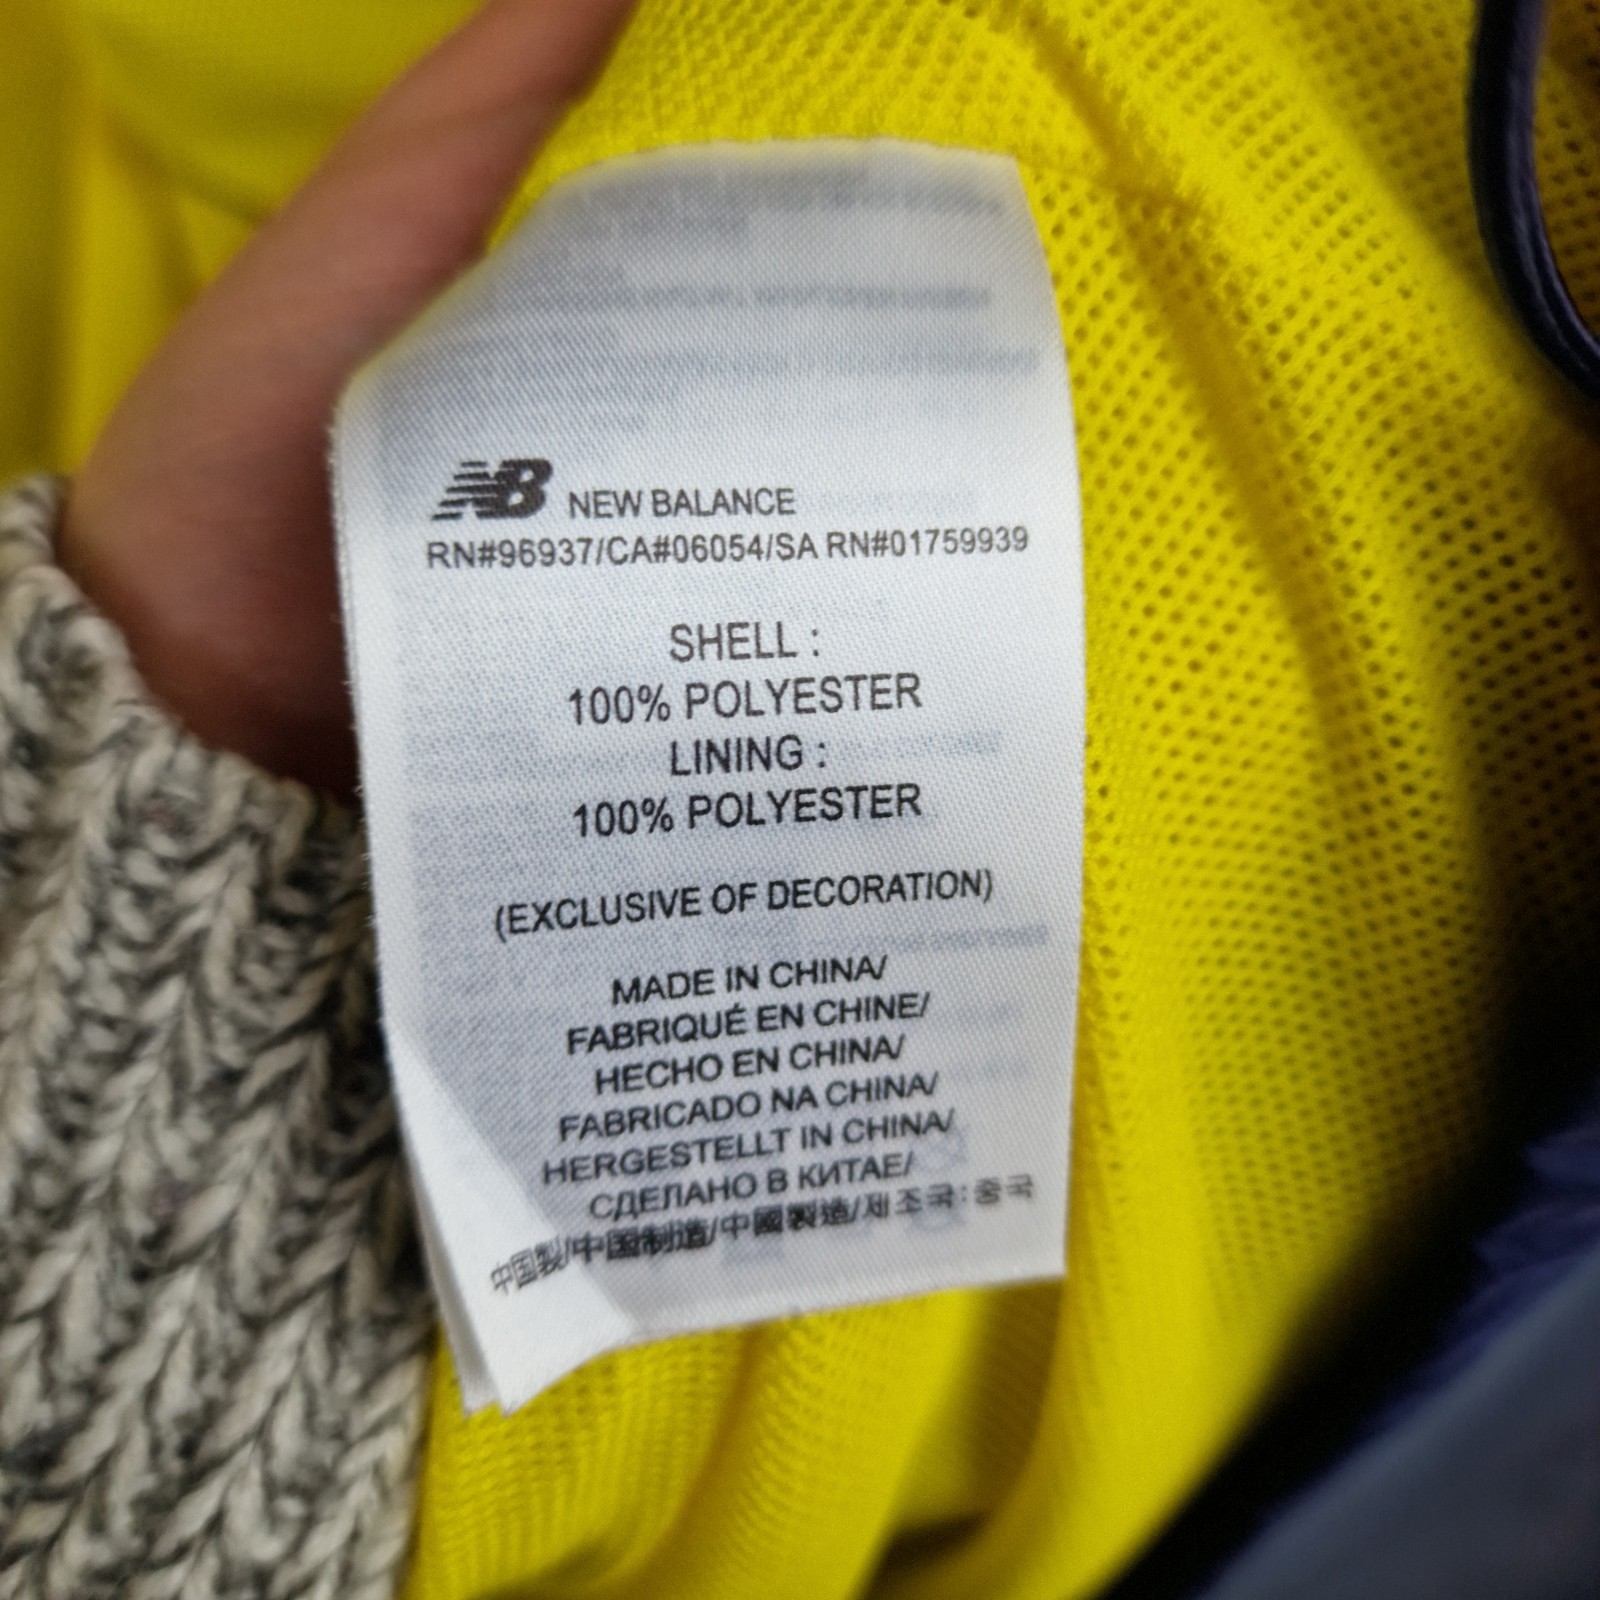 NB NEW BALANCE
RN#96937/CA#06054/SA RN#01759939
SHELL :
100% POLYESTER
LINING :
100% POLYESTER
(EXCLUSIVE OF DECORATION)
MADE IN CHINA/
FABRIQUÉ EN CHINE/
HECHO EN CHINA/
FABRICADO NA CHINA/
HERGESTELLT IN CHINA/
СДЕЛАНО В КИТАЕ/
中国製/中国制造/中國製造/제조국:중국